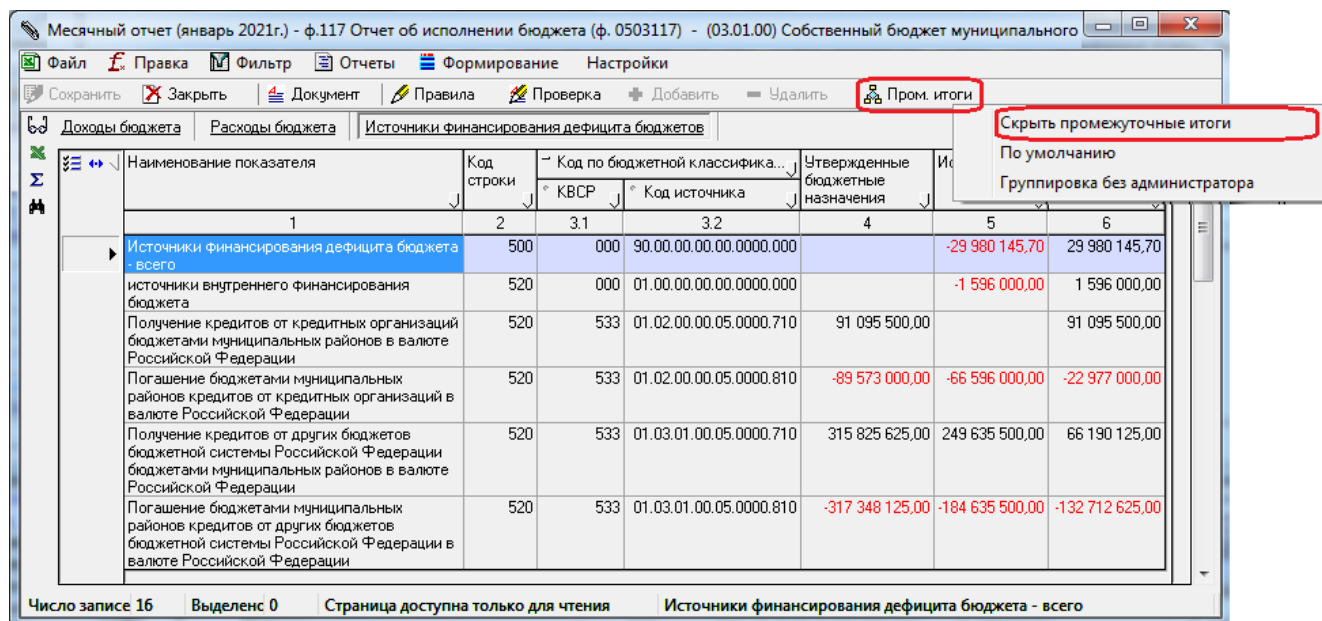 Месячный отчет (январь 2021г.) - ф.117 Отчет об исполнении бюджета (ф. 0503117) - (03.01.00) Собственный бюджет муниципального
Файл Правка Фильтр Отчеты Формирование Настройки
Сохранить Закрыть Документ Правила Проверка Добавить Удалить Пром. итоги
Скрыть промежуточные итоги
По умолчанию
Группировка без администратора
Доходы бюджета Расходы бюджета Источники финансирования дефицита бюджетов
Наименование показателя
Код
строки
Код по бюджетной классифика...
КВСР Код источника
Утвержденные
бюджетные
назначения
1 2 3.1 3.2 4 5 6
Источники финансирования дефицита бюджета 500 000 90.00.00.00.00.0000.000 -29 980 145,70 29 980 145,70
- всего
источники внутреннего финансирования 520 000 01.00.00.00.00.0000.000 -1 596 000,00 1 596 000,00
бюджета
Получение кредитов от кредитных организаций 520 533 01.02.00.00.05.0000.710 91 095 500,00 91 095 500,00
бюджетами муниципальных районов в валюте
Российской Федерации
Погашение бюджетами муниципальных 520 533 01.02.00.00.05.0000.810 -89 573 000,00 -66 596 000,00 -22 977 000,00
районов кредитов от кредитных организаций в
валюте Российской Федерации
Получение кредитов от других бюджетов 520 533 01.03.01.00.05.0000.710 315 825 625,00 249 635 500,00 66 190 125,00
бюджетной системы Российской Федерации
бюджетами муниципальных районов в валюте
Российской Федерации
Погашение бюджетами муниципальных 520 533 01.03.01.00.05.0000.810 -317 348 125,00 -184 635 500,00 -132 712 625,00
районов кредитов от других бюджетов
бюджетной системы Российской Федерации в
валюте Российской Федерации
Число записе 16 Выделено 0 Страница доступна только для чтения Источники финансирования дефицита бюджета - всего